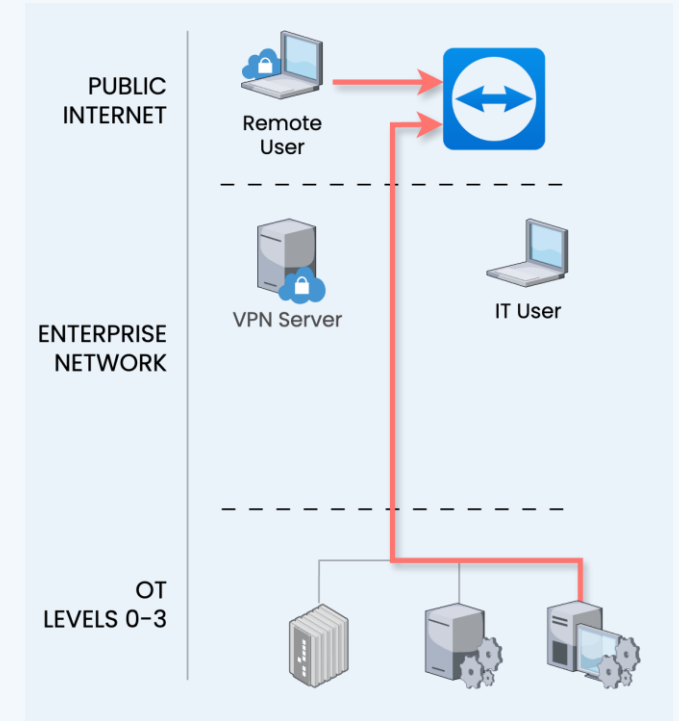 PUBLIC
INTERNET
Remote
User
VPN Server
IT User
ENTERPRISE
NETWORK
OT
LEVELS 0-3